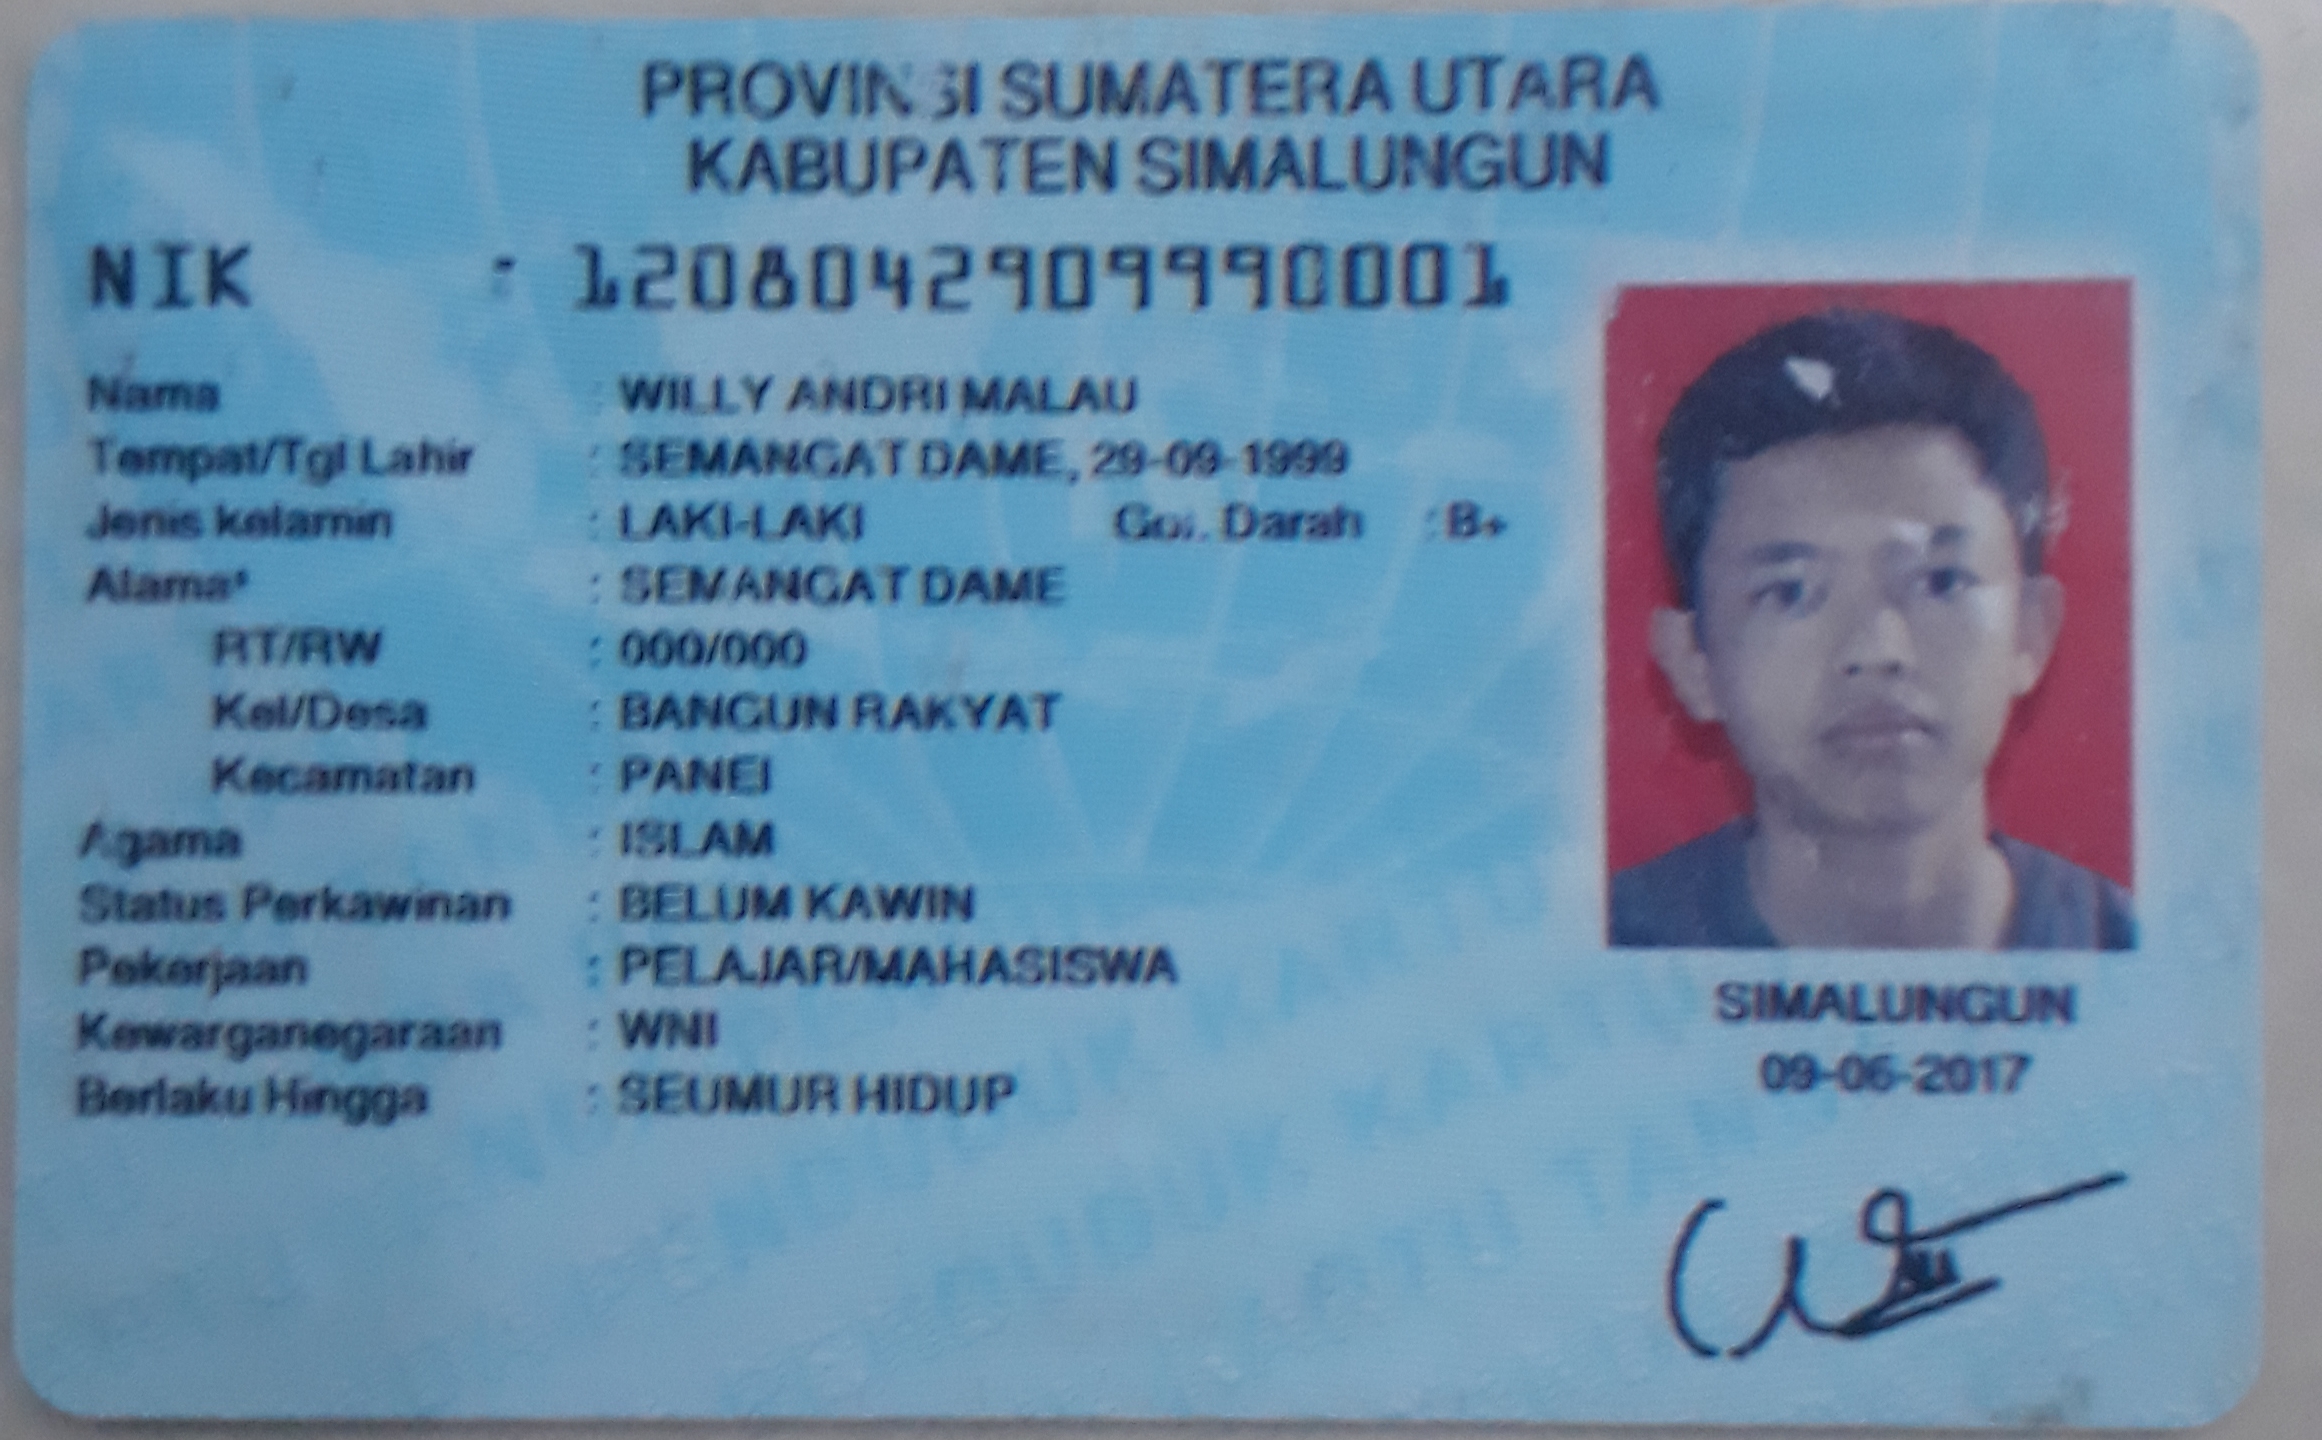 PROVINSI SUMATERA UTARA
KABUPATEN SIMALUNGUN
NIK : 1208042909990001
Nama : WILLY ANDRI MALAU
Tempat/Tgl Lahir : SEMANGAT DAME, 29-09-1999
Jenis kelamin : LAKI-LAKI Gol. Darah : B+
Alamat : SEMANGAT DAME
RT/RW : 000/000
Kel/Desa : BANGUN RAKYAT
Kecamatan : PANEI
Agama : ISLAM
Status Perkawinan : BELUM KAWIN
Pekerjaan : PELAJAR/MAHASISWA
Kewarganegaraan : WNI
Berlaku Hingga : SEUMUR HIDUP
SIMALUNGUN
09-06-2017